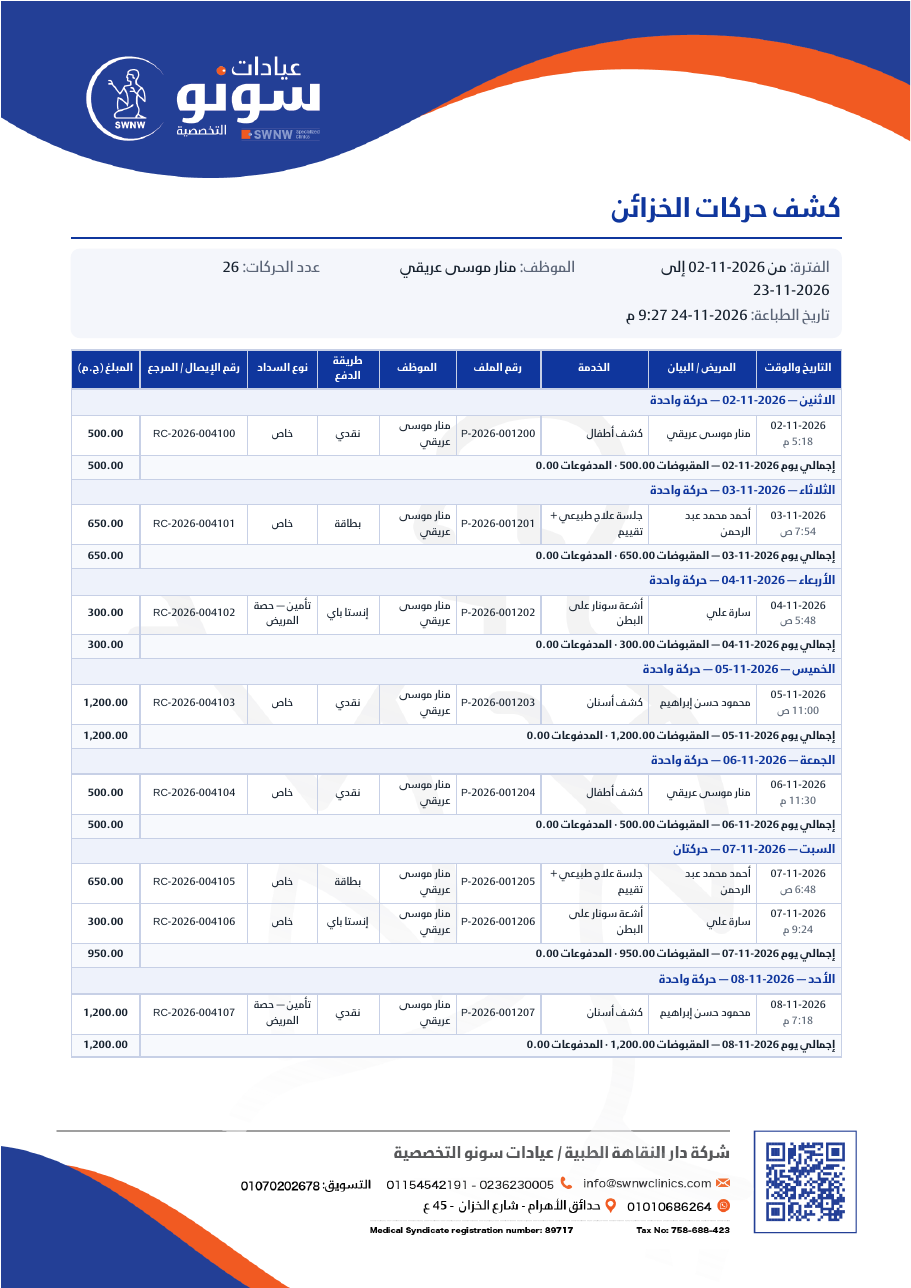 عيادات
سونو
التخصصية
SWNW
SWNW specialized clinics
كشف حركات الخزائن
الفترة: من 2026-11-02 إلى 2026-11-23
الموظف: منار موسى عريقي
عدد الحركات: 26
تاريخ الطباعة: 2026-11-24 9:27 م
التاريخ والوقت | المريض / البيان | الخدمة | رقم الملف | الموظف | طريقة الدفع | نوع السداد | رقم الإيصال / المرجع | المبلغ (ج.م)
الاثنين — 2026-11-02 — حركة واحدة
02-11-2026 5:18 م | منار موسى عريقي | كشف أطفال | P-2026-001200 | منار موسى عريقي | نقدي | خاص | RC-2026-004100 | 500.00
إجمالي يوم 2026-11-02 — المقبوضات 500.00 · المدفوعات 0.00 | 500.00
الثلاثاء — 2026-11-03 — حركة واحدة
03-11-2026 7:54 ص | أحمد محمد عبد الرحمن | جلسة علاج طبيعي + تقييم | P-2026-001201 | منار موسى عريقي | بطاقة | خاص | RC-2026-004101 | 650.00
إجمالي يوم 2026-11-03 — المقبوضات 650.00 · المدفوعات 0.00 | 650.00
الأربعاء — 2026-11-04 — حركة واحدة
04-11-2026 5:48 ص | سارة علي | أشعة سونار على البطن | P-2026-001202 | منار موسى عريقي | إنستا باي | تأمين — حصة المريض | RC-2026-004102 | 300.00
إجمالي يوم 2026-11-04 — المقبوضات 300.00 · المدفوعات 0.00 | 300.00
الخميس — 2026-11-05 — حركة واحدة
05-11-2026 11:00 ص | محمود حسن إبراهيم | كشف أسنان | P-2026-001203 | منار موسى عريقي | نقدي | خاص | RC-2026-004103 | 1,200.00
إجمالي يوم 2026-11-05 — المقبوضات 1,200.00 · المدفوعات 0.00 | 1,200.00
الجمعة — 2026-11-06 — حركة واحدة
06-11-2026 11:30 م | منار موسى عريقي | كشف أطفال | P-2026-001204 | منار موسى عريقي | نقدي | خاص | RC-2026-004104 | 500.00
إجمالي يوم 2026-11-06 — المقبوضات 500.00 · المدفوعات 0.00 | 500.00
السبت — 2026-11-07 — حركتان
07-11-2026 6:48 ص | أحمد محمد عبد الرحمن | جلسة علاج طبيعي + تقييم | P-2026-001205 | منار موسى عريقي | بطاقة | خاص | RC-2026-004105 | 650.00
07-11-2026 9:24 م | سارة علي | أشعة سونار على البطن | P-2026-001206 | منار موسى عريقي | إنستا باي | خاص | RC-2026-004106 | 300.00
إجمالي يوم 2026-11-07 — المقبوضات 950.00 · المدفوعات 0.00 | 950.00
الأحد — 2026-11-08 — حركة واحدة
08-11-2026 7:18 م | محمود حسن إبراهيم | كشف أسنان | P-2026-001207 | منار موسى عريقي | نقدي | تأمين — حصة المريض | RC-2026-004107 | 1,200.00
إجمالي يوم 2026-11-08 — المقبوضات 1,200.00 · المدفوعات 0.00 | 1,200.00
شركة دار النقاهة الطبية / عيادات سونو التخصصية
info@swnwclinics.com 01154542191 - 0236230005 التسويق: 01070202678
01010686264 حدائق الأهرام - شارع الخزان - 45 ع
Medical Syndicate registration number: 89717 Tax No: 758-688-423